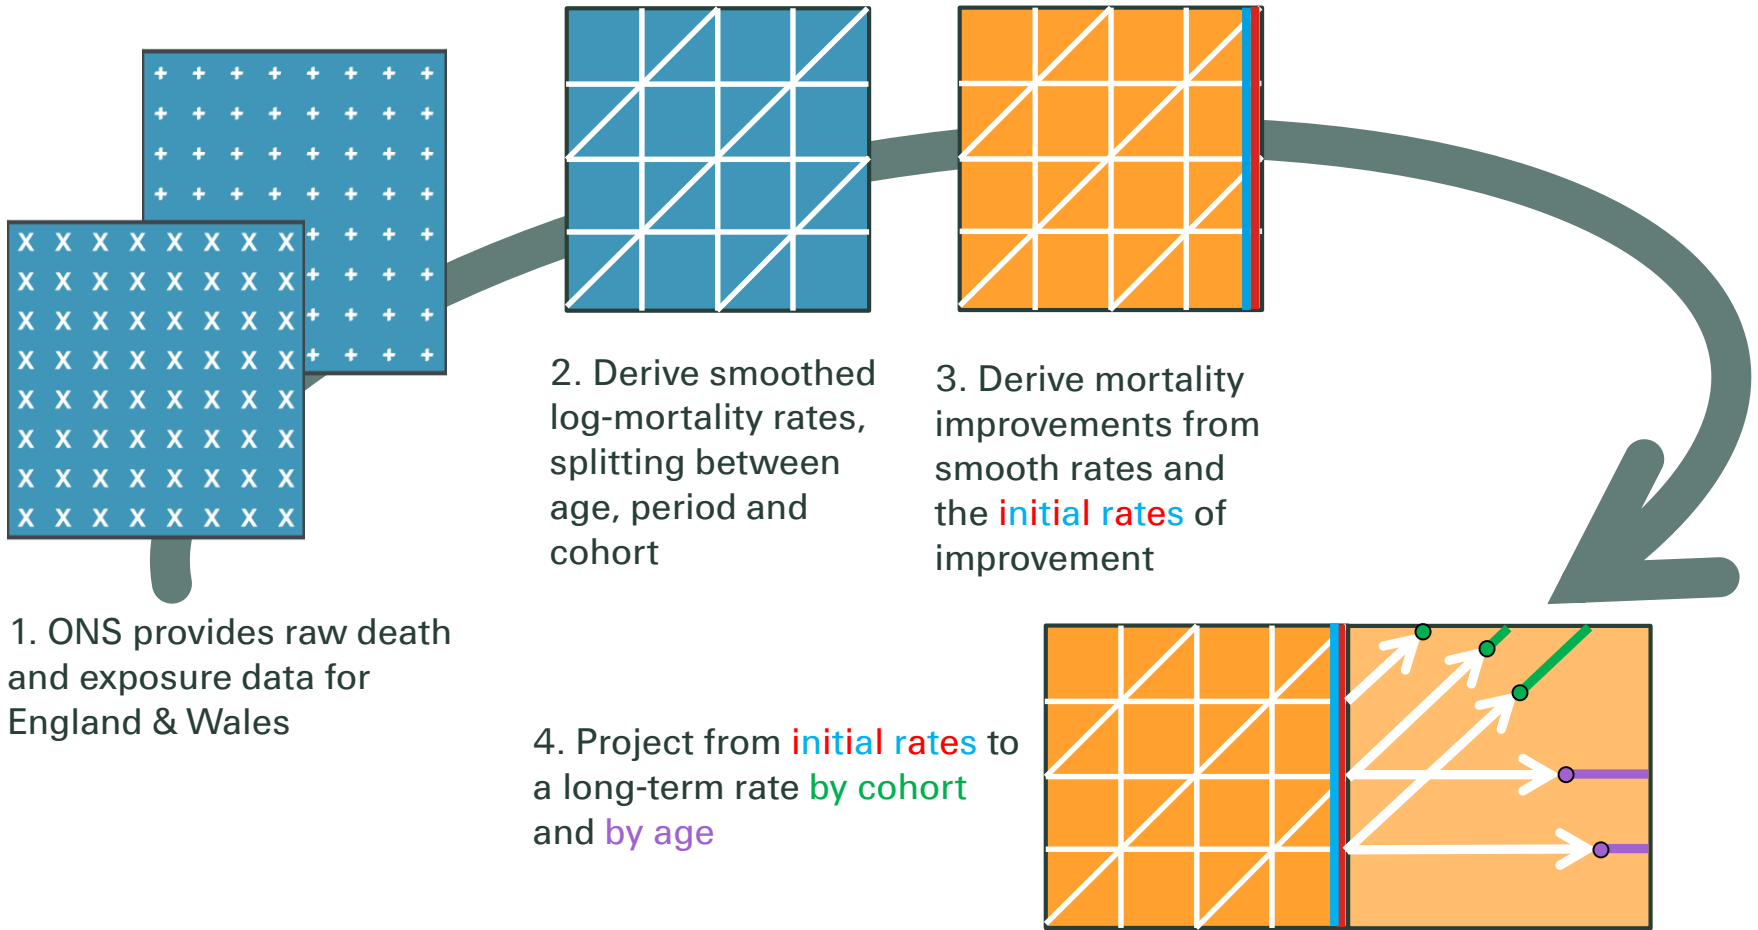 + + + + + + + +
+ + + + + + + +
+ + + + + + + +
+ + + + + + + +
X X X X X X X X + + + +
X X X X X X X X + + + +
X X X X X X X X + + + +
X X X X X X X X + + + +
X X X X X X X X
X X X X X X X X
X X X X X X X X
X X X X X X X X
1. ONS provides raw death
and exposure data for
England & Wales
2. Derive smoothed
log-mortality rates,
splitting between
age, period and
cohort
3. Derive mortality
improvements from
smooth rates and
the initial rates of
improvement
4. Project from initial rates to
a long-term rate by cohort
and by age